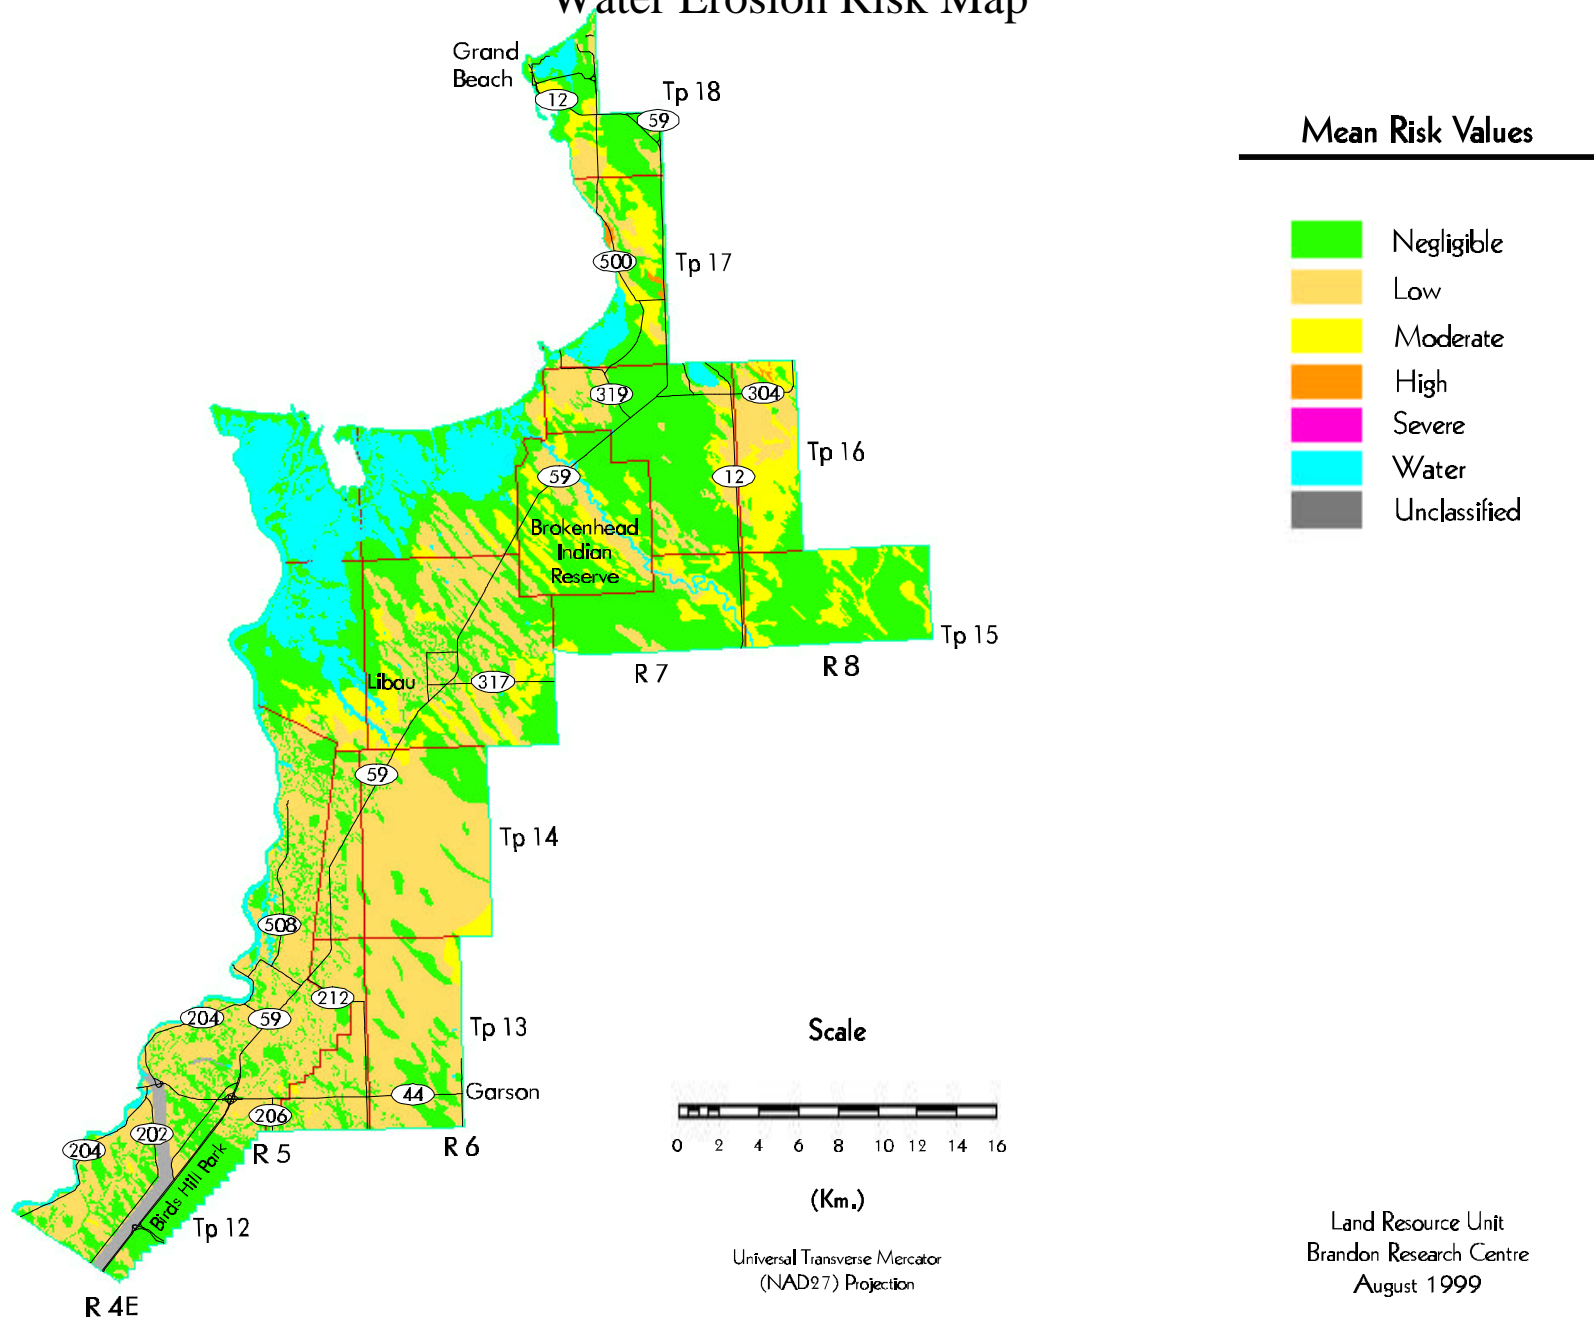 Water Erosion Risk Map
Grand
Beach
12
Tp 18
59
Mean Risk Values
Negligible
Low
Moderate
High
Severe
Water
Unclassified
500
Tp 17
319
304
Tp 16
59
12
Brokenhead
Indian
Reserve
Tp 15
R 7
R 8
Libau
317
59
Tp 14
508
212
204
59
Tp 13
Garson
44
206
202
204
R 5
R 6
Birds Hill Park
Tp 12
R 4E
Scale
0 2 4 6 8 10 12 14 16
(Km.)
Universal Transverse Mercator
(NAD27) Projection
Land Resource Unit
Brandon Research Centre
August 1999